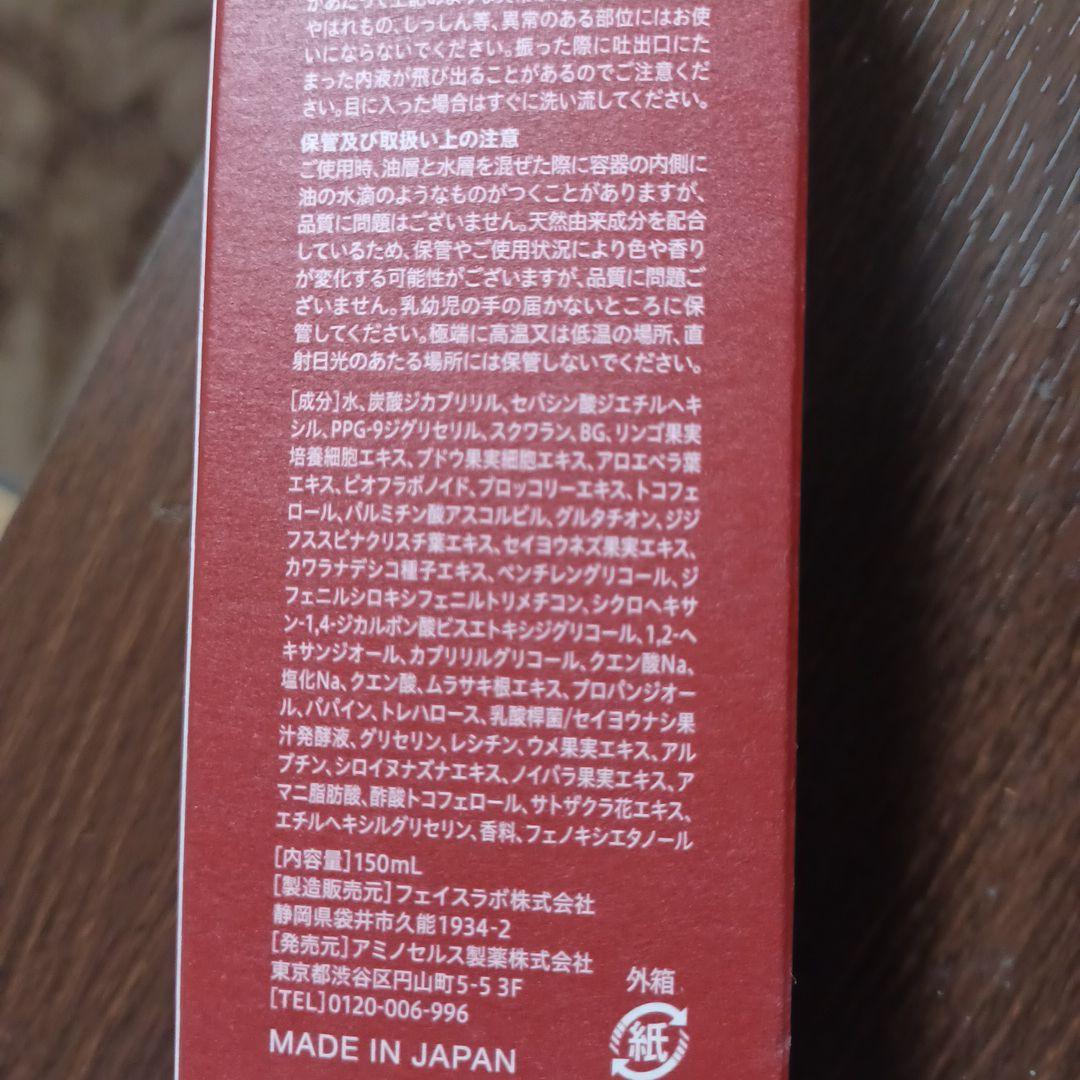 やはれもの、しっしん等、異常のある部位にはお使
いにならないでください。振った際に吐出口にた
まった内液が飛び出ることがあるのでご注意くだ
さい。目に入った場合はすぐに洗い流してください。
保管及び取扱い上の注意
ご使用時、油層と水層を混ぜた際に容器の内側に
油の水滴のようなものがつくことがありますが、
品質に問題はございません。天然由来成分を配合
しているため、保管やご使用状況により色や香り
が変化する可能性がございますが、品質に問題ご
ざいません。乳幼児の手の届かないところに保
管してください。極端に高温又は低温の場所、直
射日光のあたる場所には保管しないでください。
[成分]水、炭酸ジカプリリル、セバシン酸ジエチルヘキ
シル、PPG-9ジグリセリル、スクワラン、BG、リンゴ果実
培養細胞エキス、ブドウ果実細胞エキス、アロエベラ葉
エキス、ビオフラボノイド、ブロッコリーエキス、トコフェ
ロール、パルミチン酸アスコルビル、グルタチオン、ジジ
フススピナクリスチ葉エキス、セイヨウネズ果実エキス、
カワラナデシコ種子エキス、ペンチレングリコール、ジ
フェニルシロキシフェニルトリメチコン、シクロヘキサ
ン-1,4-ジカルボン酸ビスエトキシジグリコール、1,2-ヘ
キサンジオール、カプリリルグリコール、クエン酸Na、
塩化Na、クエン酸、ムラサキ根エキス、プロパンジオー
ル、パパイン、トレハロース、乳酸桿菌/セイヨウナシ果
汁発酵液、グリセリン、レシチン、ウメ果実エキス、アル
ブチン、シロイヌナズナエキス、ノイバラ果実エキス、ア
マニ脂肪酸、酢酸トコフェロール、サトザクラ花エキス、
エチルヘキシルグリセリン、香料、フェノキシエタノール
[内容量]150mL
[製造販売元]フェイスラボ株式会社
静岡県袋井市久能1934-2
[発売元]アミノセルス製薬株式会社
東京都渋谷区円山町5-5 3F
[TEL]0120-006-996
MADE IN JAPAN
外箱
紙